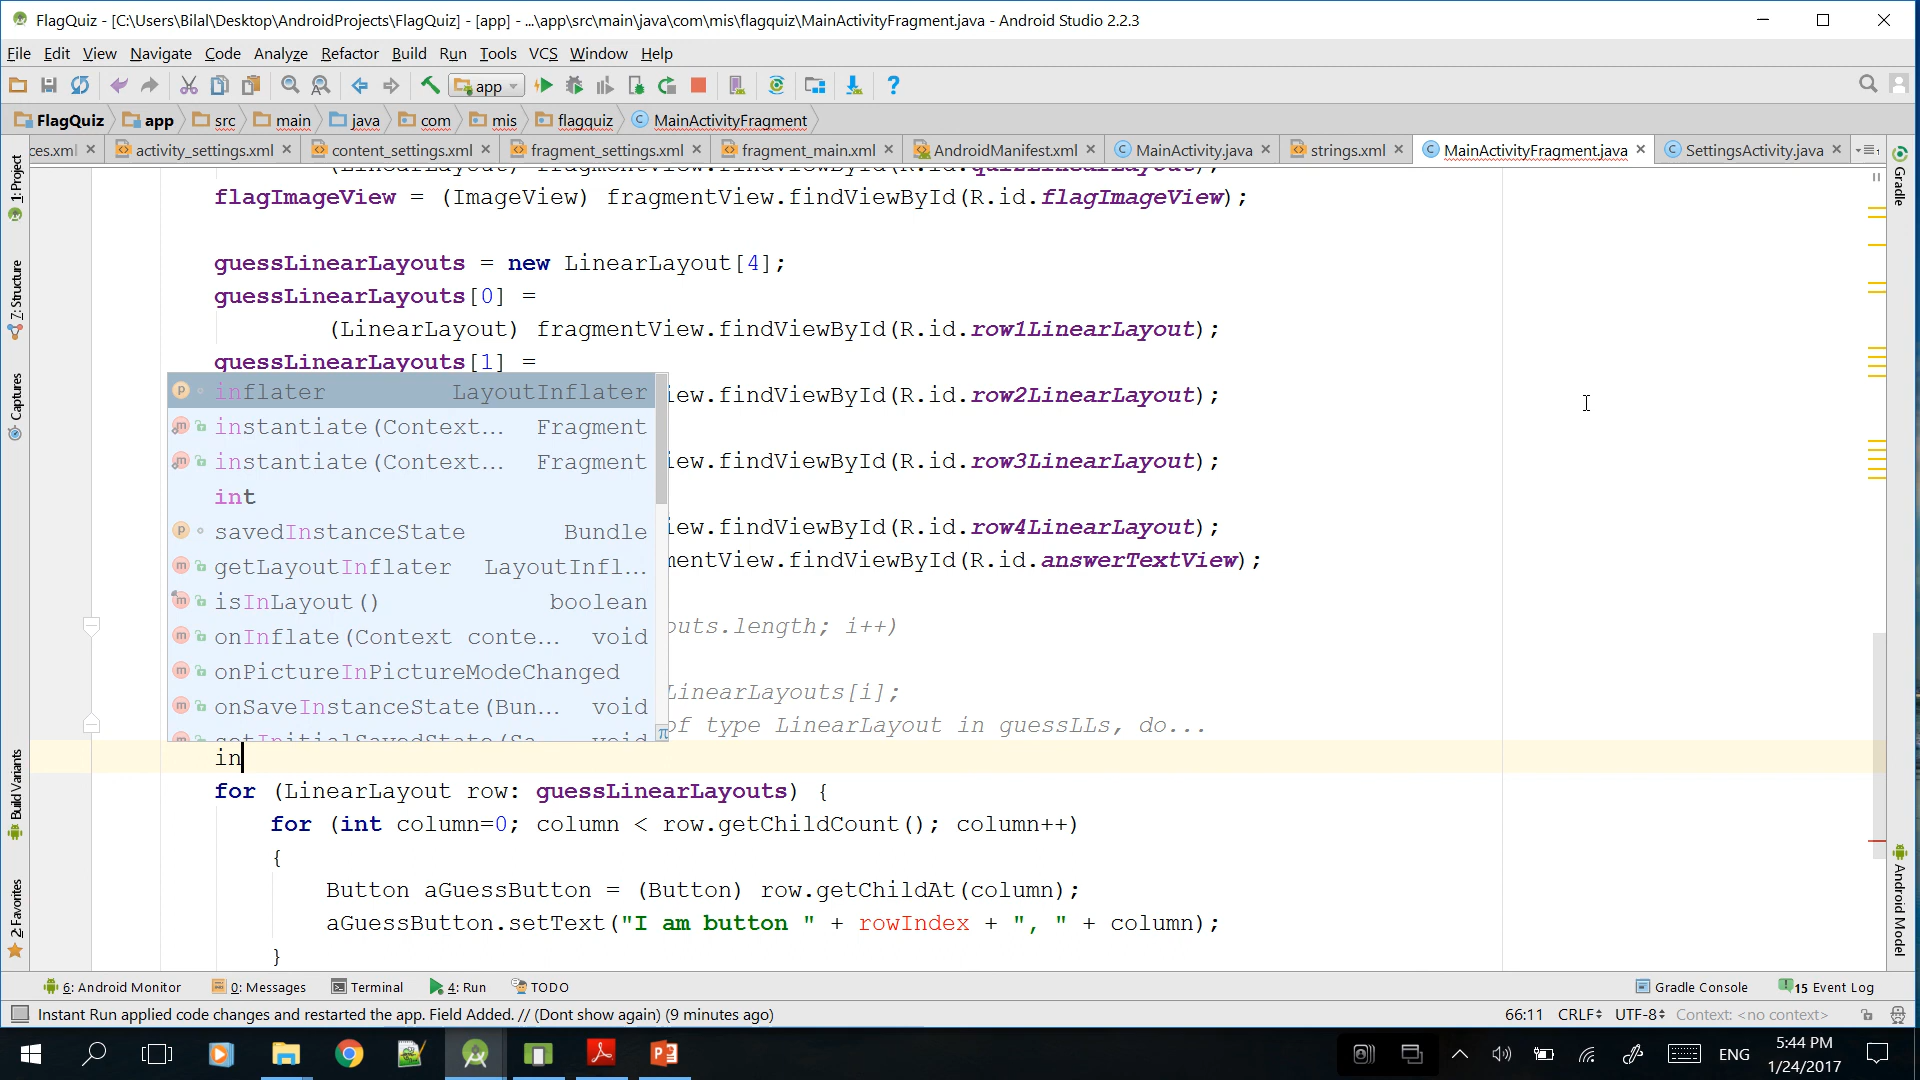 FlagQuiz - [C:\Users\Bilal\Desktop\AndroidProjects\FlagQuiz] - [app] - ...\app\src\main\java\com\mis\flagquiz\MainActivityFragment.java - Android Studio 2.2.3
File Edit View Navigate Code Analyze Refactor Build Run Tools VCS Window Help
app
FlagQuiz app src main java com mis flagquiz MainActivityFragment
ces.xml activity_settings.xml content_settings.xml fragment_settings.xml fragment_main.xml AndroidManifest.xml MainActivity.java strings.xml MainActivityFragment.java SettingsActivity.java
1: Project
7: Structure
Captures
Build Variants
2: Favorites
Gradle
Android Model
(LinearLayout) fragmentView.findViewById(R.id.quizLinearLayout);
flagImageView = (ImageView) fragmentView.findViewById(R.id.flagImageView);
guessLinearLayouts = new LinearLayout[4];
guessLinearLayouts[0] =
(LinearLayout) fragmentView.findViewById(R.id.row1LinearLayout);
guessLinearLayouts[1] =
iew.findViewById(R.id.row2LinearLayout);
iew.findViewById(R.id.row3LinearLayout);
iew.findViewById(R.id.row4LinearLayout);
mentView.findViewById(R.id.answerTextView);
outs.length; i++)
LinearLayouts[i];
of type LinearLayout in guessLLs, do...
inflater LayoutInflater
instantiate(Context... Fragment
instantiate(Context... Fragment
int
savedInstanceState Bundle
getLayoutInflater LayoutInfl...
isInLayout() boolean
onInflate(Context conte... void
onPictureInPictureModeChanged
onSaveInstanceState(Bun... void
setInitialSavedState(Sa... void
in
for (LinearLayout row: guessLinearLayouts) {
for (int column=0; column < row.getChildCount(); column++)
{
Button aGuessButton = (Button) row.getChildAt(column);
aGuessButton.setText("I am button " + rowIndex + ", " + column);
}
6: Android Monitor 0: Messages Terminal 4: Run TODO Gradle Console 15 Event Log
Instant Run applied code changes and restarted the app. Field Added. // (Dont show again) (9 minutes ago) 66:11 CRLF UTF-8 Context: <no context>
ENG
5:44 PM
1/24/2017